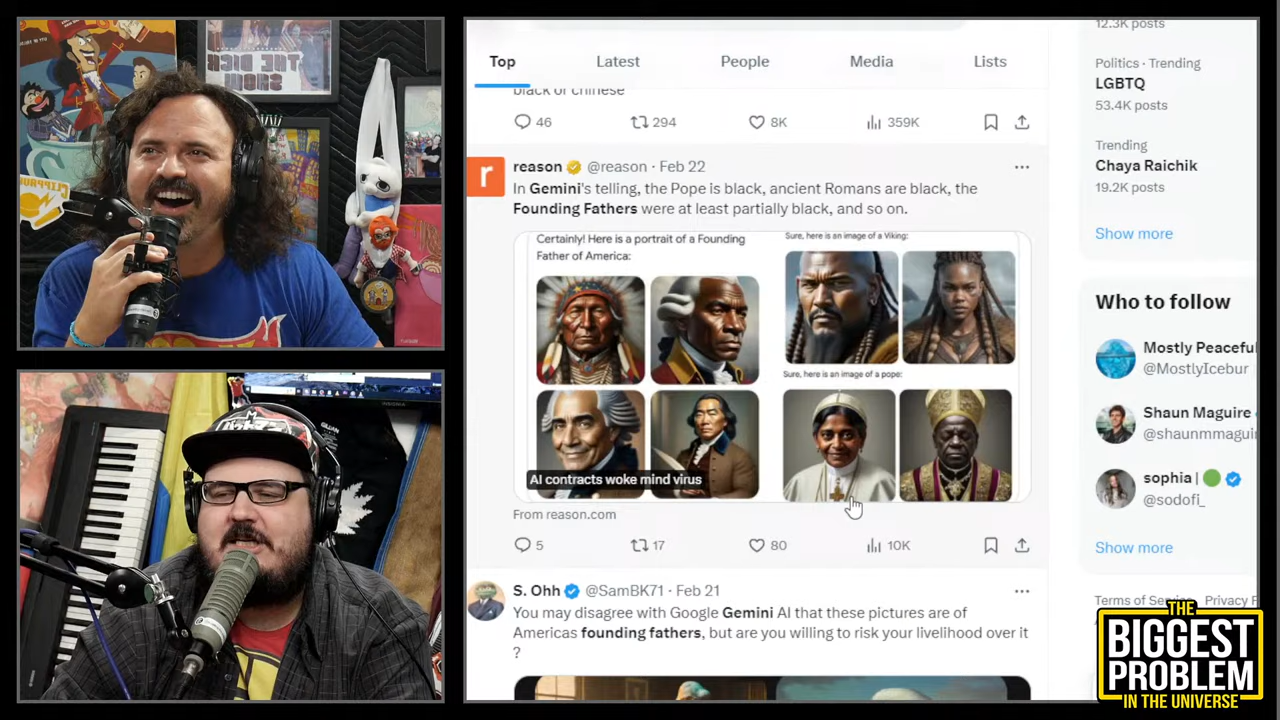 THE DICK
SHOW
12.3K posts
Top Latest People Media Lists
Politics · Trending
LGBTQ
53.4K posts
Trending
Chaya Raichik
19.2K posts
Show more
black or chinese
46 294 8K 359K
reason @reason · Feb 22
In Gemini's telling, the Pope is black, ancient Romans are black, the
Founding Fathers were at least partially black, and so on.
Certainly! Here is a portrait of a Founding
Father of America:
Sure, here is an image of a Viking:
Sure, here is an image of a pope:
AI contracts woke mind virus
From reason.com
5 17 80 10K
S. Ohh @SamBK71 · Feb 21
You may disagree with Google Gemini AI that these pictures are of
Americas founding fathers, but are you willing to risk your livelihood over it
?
Who to follow
Mostly Peaceful
@MostlyIcebur
Shaun Maguire
@shaunmmagui
sophia |
@sodofi_
Show more
Terms of Service Privacy P
THE
BIGGEST
PROBLEM
IN THE UNIVERSE